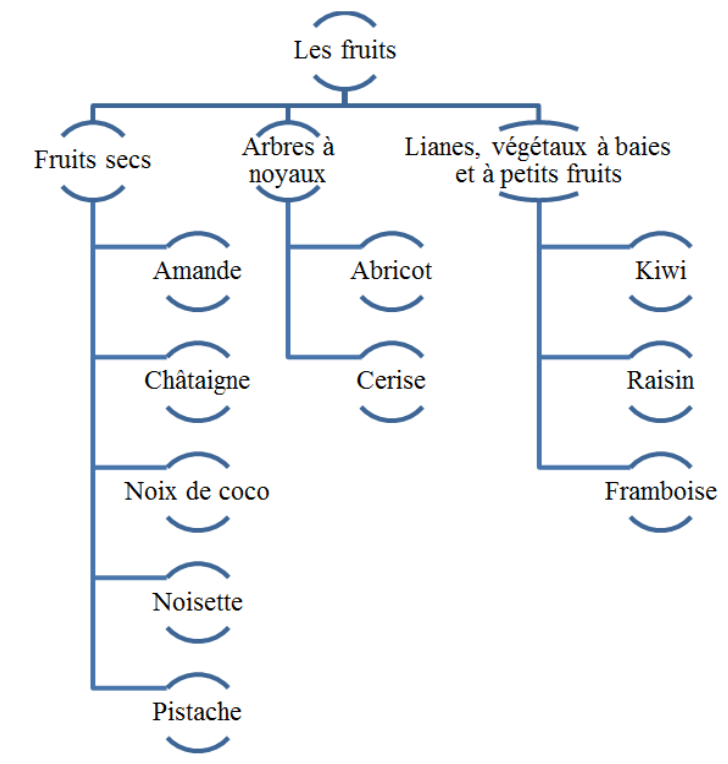 Les fruits
Fruits secs
Arbres à
noyaux
Lianes, végétaux à baies
et à petits fruits
Amande
Abricot
Kiwi
Châtaigne
Cerise
Raisin
Noix de coco
Framboise
Noisette
Pistache